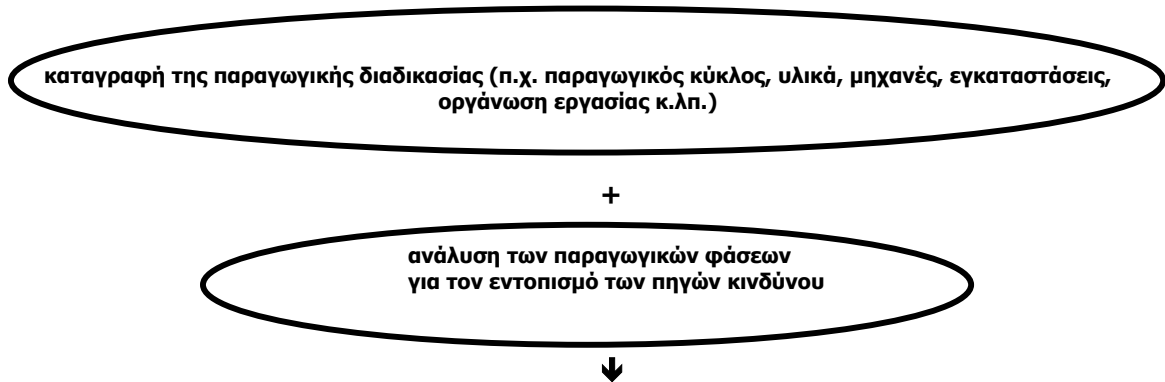 καταγραφή της παραγωγικής διαδικασίας (π.χ. παραγωγικός κύκλος, υλικά, μηχανές, εγκαταστάσεις,
οργάνωση εργασίας κ.λπ.)
+
ανάλυση των παραγωγικών φάσεων
για τον εντοπισμό των πηγών κινδύνου